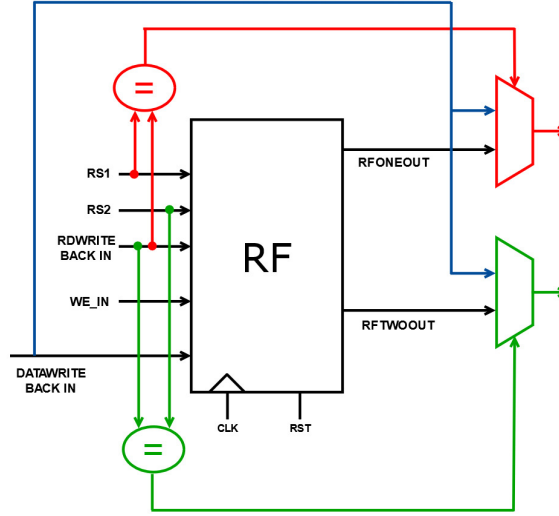 =
RS1
RFONEOUT
RS2
RDWRITE
BACK IN
RF
WE_IN
RFTWOOUT
DATAWRITE
BACK IN
CLK
RST
=